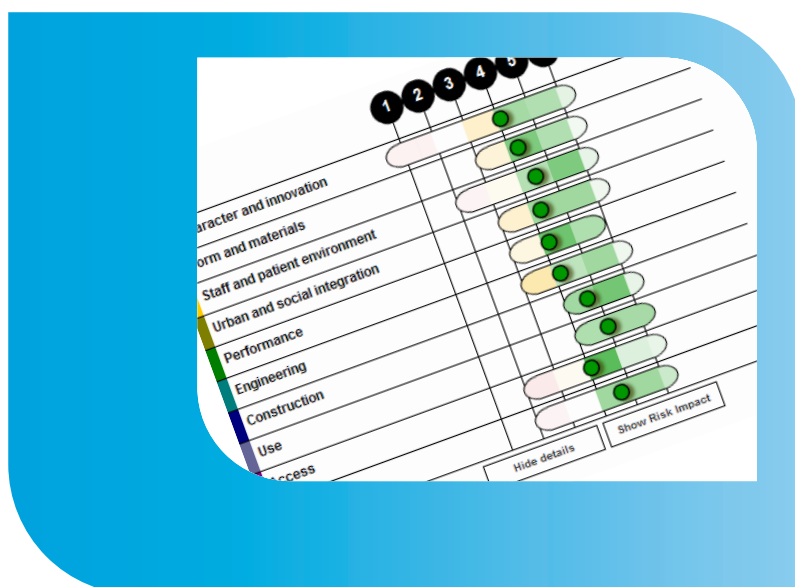 1 2 3 4 5
aracter and innovation
orm and materials
Staff and patient environment
Urban and social integration
Performance
Engineering
Construction
Use
Access
Hide details
Show Risk Impact